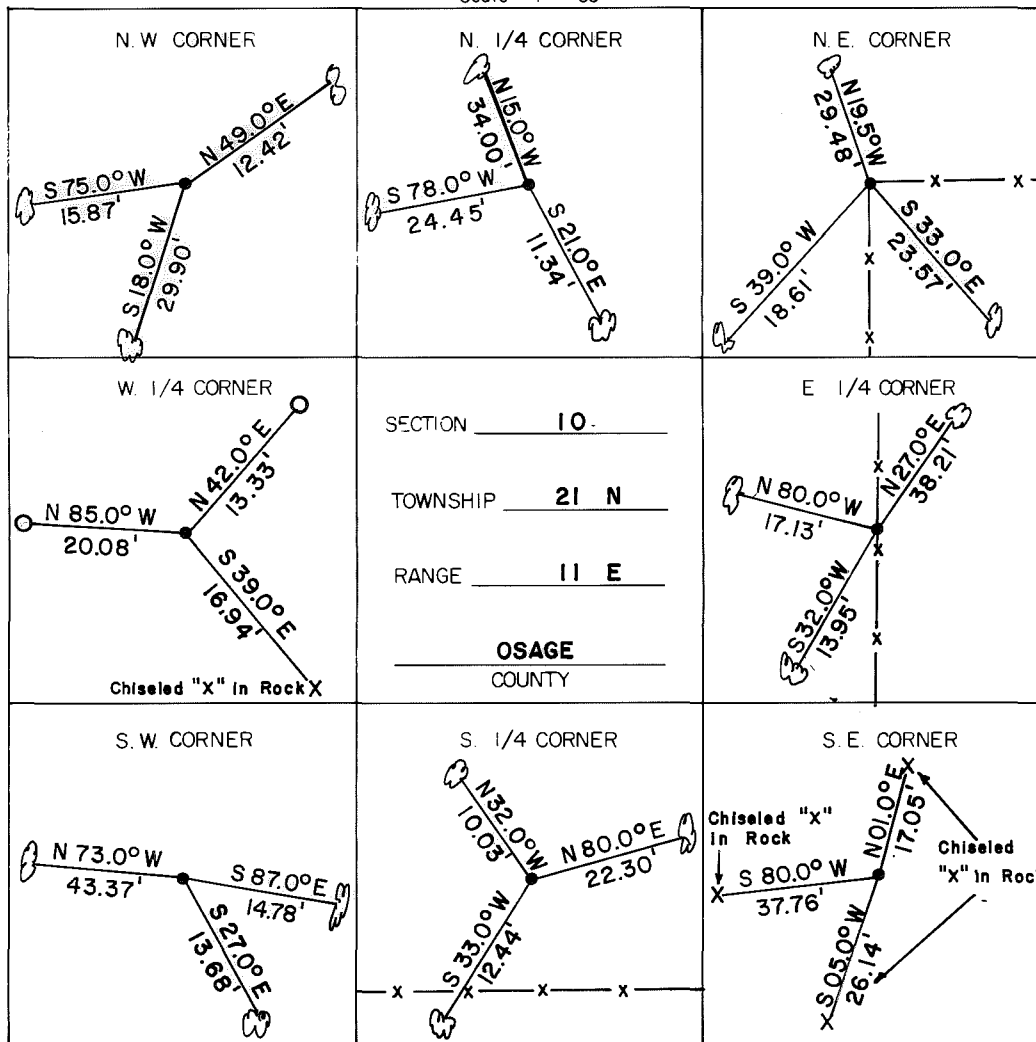 N.W CORNER
N 49.0° E
12.42'
S 75.0° W
15.87'
S 18.0° W
29.90'
N. 1/4 CORNER
N 15.0° W
34.00'
S 78.0° W
24.45'
S 21.0° E
11.34'
N.E. CORNER
N 19.5° W
29.48'
X X
S 39.0° W
18.61'
S 33.0° E
23.57'
X
X
W. 1/4 CORNER
N 42.0° E
13.33'
N 85.0° W
20.08'
S 39.0° E
16.94'
Chiseled "X" in Rock X
SECTION 10
TOWNSHIP 21 N
RANGE 11 E
OSAGE
COUNTY
E 1/4 CORNER
N 27.0° E
38.21'
X
N 80.0° W
17.13'
X
S 32.0° W
13.95'
X
S.W. CORNER
N 73.0° W
43.37'
S 87.0° E
14.78'
S 27.0° E
13.68'
S. 1/4 CORNER
N 32.0° W
10.03'
N 80.0° E
22.30'
S 33.0° W
12.44'
X X X X
S.E. CORNER
X
N 01.0° E
17.05'
Chiseled "X"
in Rock
Chiseled
"X" in Roc
S 80.0° W
X
37.76'
S 05.0° W
26.14'
X